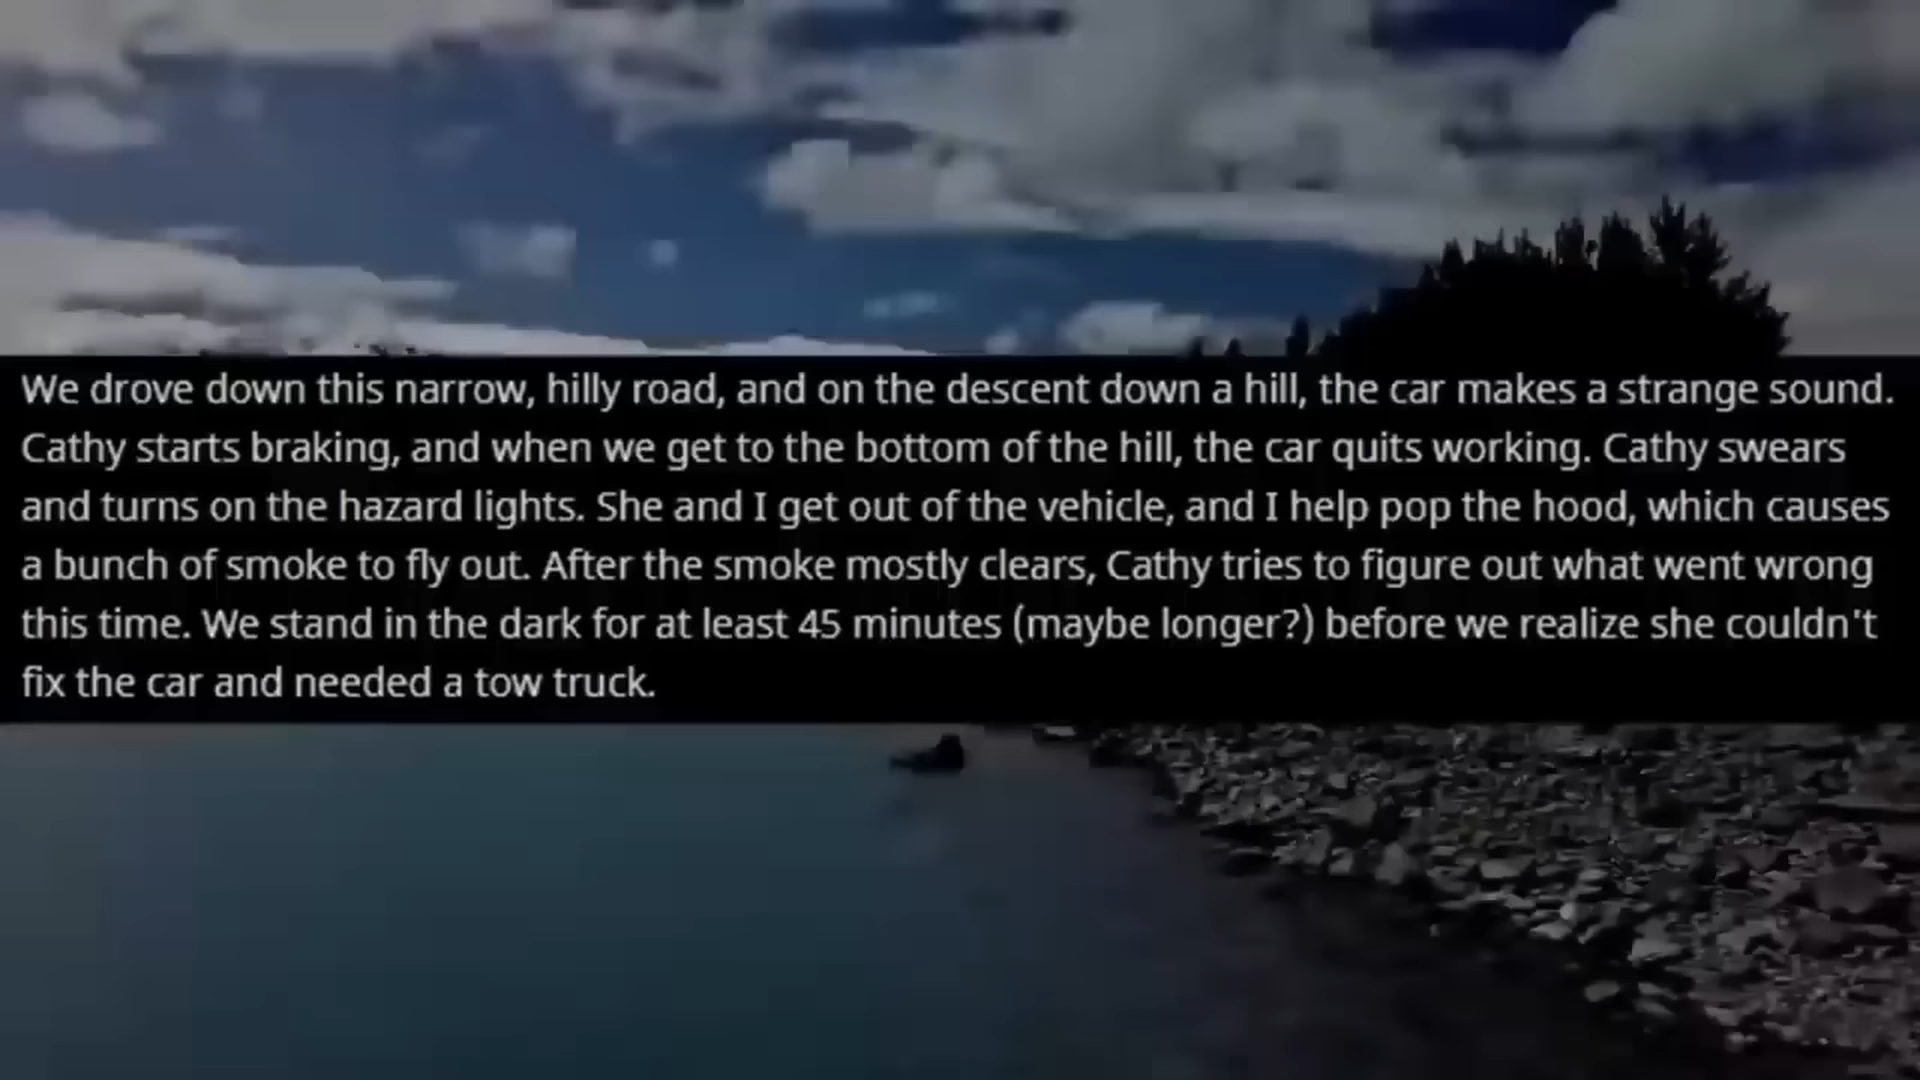 We drove down this narrow, hilly road, and on the descent down a hill, the car makes a strange sound.
Cathy starts braking, and when we get to the bottom of the hill, the car quits working. Cathy swears
and turns on the hazard lights. She and I get out of the vehicle, and I help pop the hood, which causes
a bunch of smoke to fly out. After the smoke mostly clears, Cathy tries to figure out what went wrong
this time. We stand in the dark for at least 45 minutes (maybe longer?) before we realize she couldn't
fix the car and needed a tow truck.